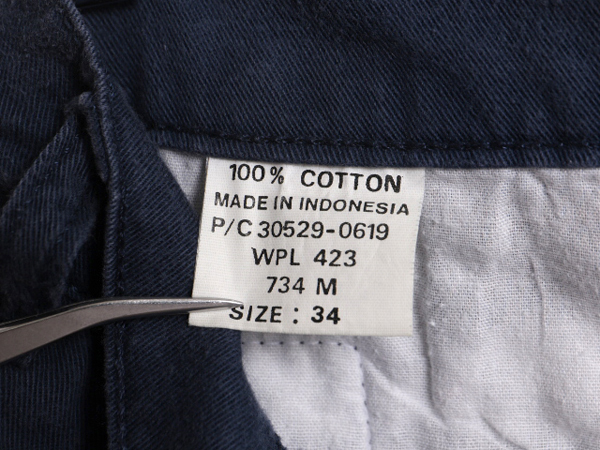 100% COTTON
MADE IN INDONESIA
P/C 30529-0619
WPL 423
734 M
SIZE : 34